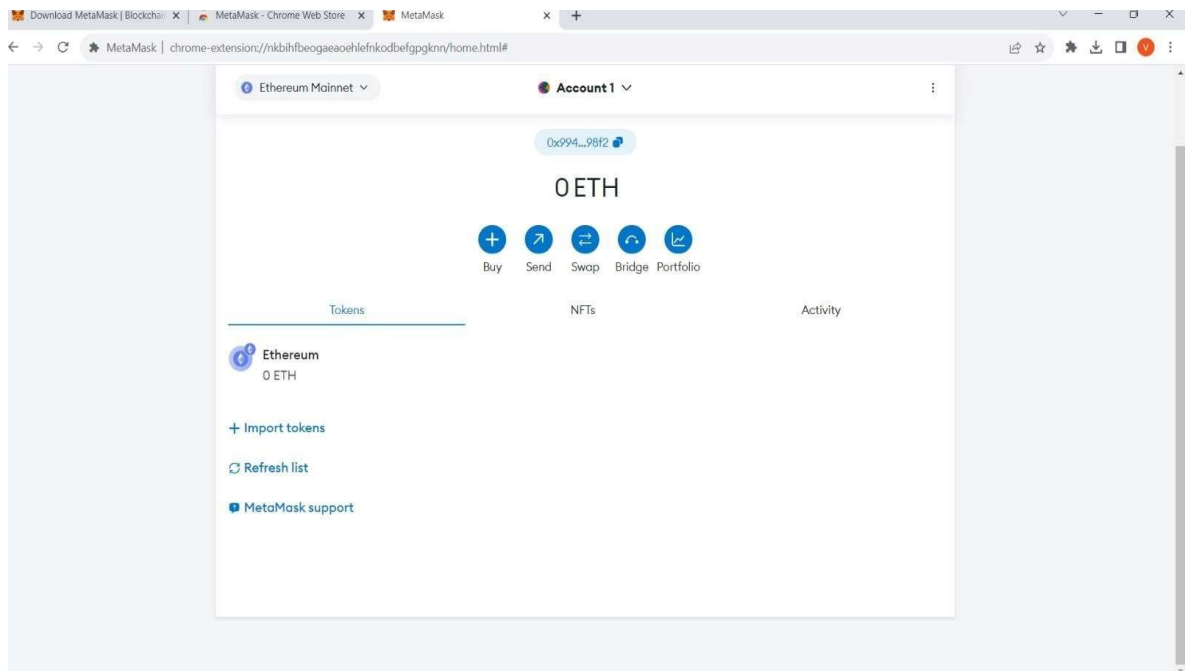 Download MetaMask | Blockchai
MetaMask - Chrome Web Store
MetaMask
MetaMask | chrome-extension://nkbihfbeogaeaoehlefnkodbefgpgknn/home.html#
V
Ethereum Mainnet
Account 1
0x994...98f2
0 ETH
Buy Send Swap Bridge Portfolio
Tokens NFTs Activity
Ethereum
0 ETH
+ Import tokens
Refresh list
MetaMask support